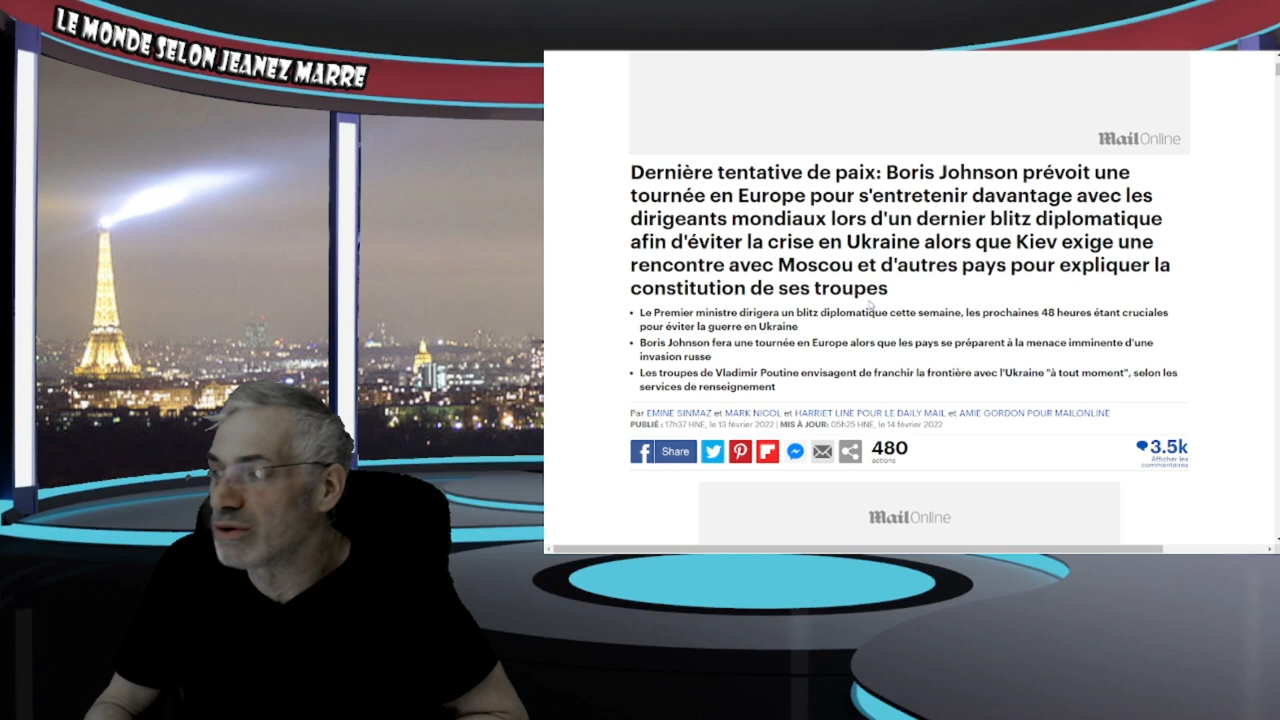 LE MONDE SELON JEANEZ MARRE
MailOnline
Dernière tentative de paix: Boris Johnson prévoit une
tournée en Europe pour s'entretenir davantage avec les
dirigeants mondiaux lors d'un dernier blitz diplomatique
afin d'éviter la crise en Ukraine alors que Kiev exige une
rencontre avec Moscou et d'autres pays pour expliquer la
constitution de ses troupes
• Le Premier ministre dirigera un blitz diplomatique cette semaine, les prochaines 48 heures étant cruciales
pour éviter la guerre en Ukraine
• Boris Johnson fera une tournée en Europe alors que les pays se préparent à la menace imminente d'une
invasion russe
• Les troupes de Vladimir Poutine envisagent de franchir la frontière avec l'Ukraine "à tout moment", selon les
services de renseignement
Par EMINE SINMAZ et MARK NICOL et HARRIET LINE POUR LE DAILY MAIL et AMIE GORDON POUR MAILONLINE
PUBLIÉ : 17h37 HNE, le 13 février 2022 | MIS À JOUR: 05h25 HNE, le 14 février 2022
Share
480
actions
3.5k
Afficher les
commentaires
MailOnline